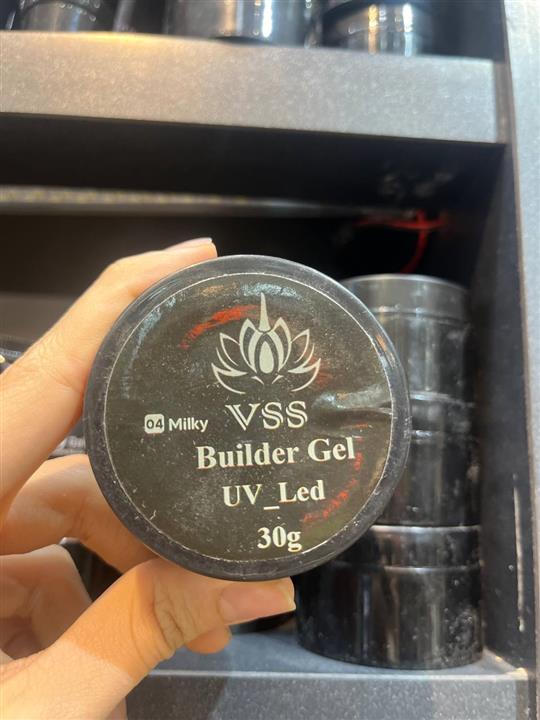 04 Milky VSS
Builder Gel
UV_Led
30g